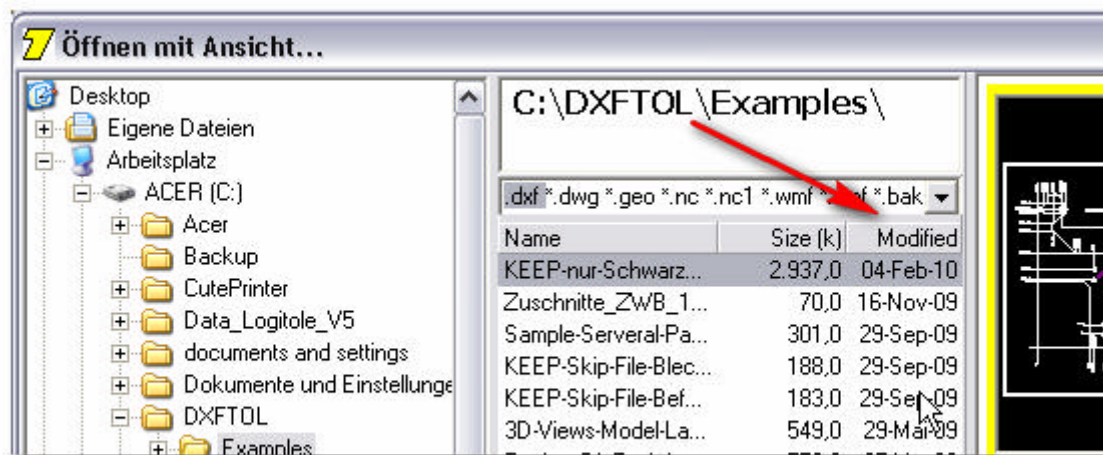 Öffnen mit Ansicht...
Desktop
Eigene Dateien
Arbeitsplatz
ACER (C:)
Acer
Backup
CutePrinter
Data_Logitole_V5
documents and settings
Dokumente und Einstellunge
DXFTOL
Examples
C:\DXFTOL\Examples\
.dxf *.dwg *.geo *.nc *.nc1 *.wmf *.bak
Name Size (k) Modified
KEEP-nur-Schwarz... 2.937,0 04-Feb-10
Zuschnitte_ZWB_1... 70,0 16-Nov-09
Sample-Serveral-Pa... 301,0 29-Sep-09
KEEP-Skip-File-Blec... 188,0 29-Sep-09
KEEP-Skip-File-Bef... 183,0 29-Sep-09
3D-Views-Model-La... 549,0 29-Mai-09